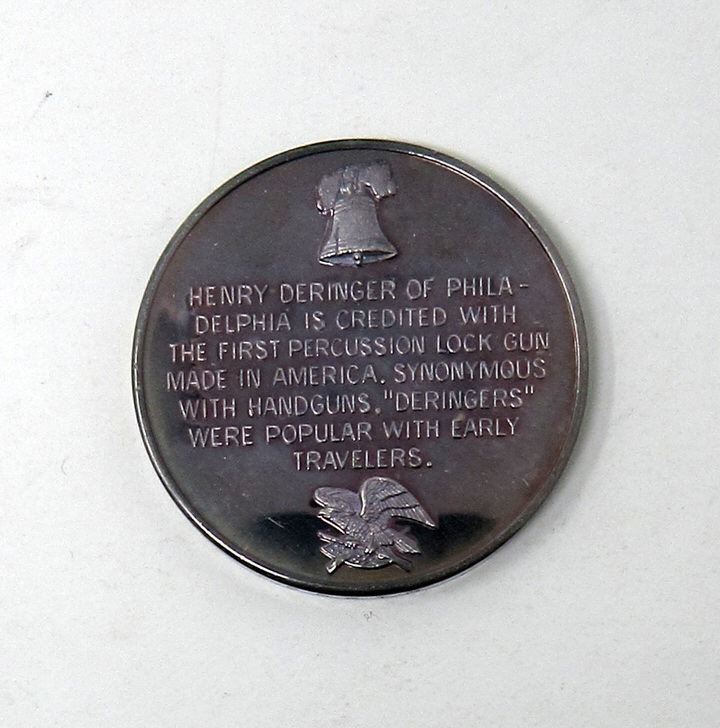 HENRY DERINGER OF PHILA-
DELPHIA IS CREDITED WITH
THE FIRST PERCUSSION LOCK GUN
MADE IN AMERICA. SYNONYMOUS
WITH HANDGUNS. "DERINGERS"
WERE POPULAR WITH EARLY
TRAVELERS.